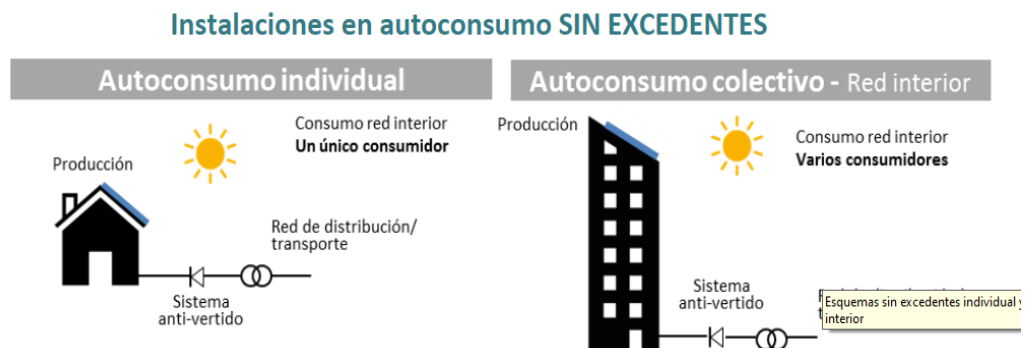 Instalaciones en autoconsumo SIN EXCEDENTES
Autoconsumo individual
Consumo red interior
Un único consumidor
Producción
Red de distribución/
transporte
Sistema
anti-vertido
Autoconsumo colectivo - Red interior
Producción
Consumo red interior
Varios consumidores
Sistema
anti-vertido
Esquemas sin excedentes individual y
interior